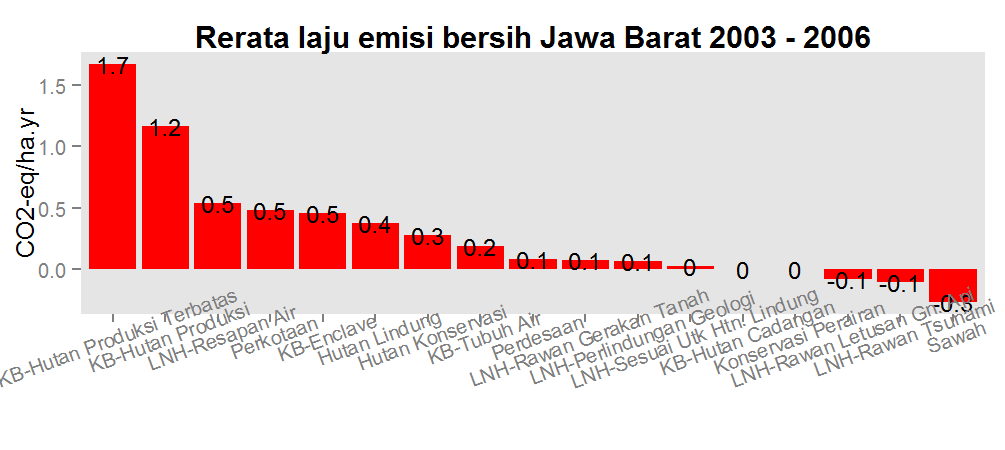 Rerata laju emisi bersih Jawa Barat 2003 - 2006
CO2-eq/ha.yr
1.5
1.0
0.5
0.0
1.7
1.2
0.5
0.5
0.5
0.4
0.3
0.2
0.1
0.1
0.1
0
0
0
-0.1
-0.1
-0.3
KB-Hutan Produksi Terbatas
KB-Hutan Produksi
LNH-Resapan Air
Perkotaan
KB-Enclave
Hutan Lindung
Hutan Konservasi
KB-Tubuh Air
Perdesaan
LNH-Rawan Gerakan Tanah
LNH-Perlindungan Geologi
LNH-Sesuai Utk Htn Lindung
KB-Hutan Cadangan
Konservasi Perairan
LNH-Rawan Letusan Gn. Api
LNH-Rawan Tsunami
Sawah